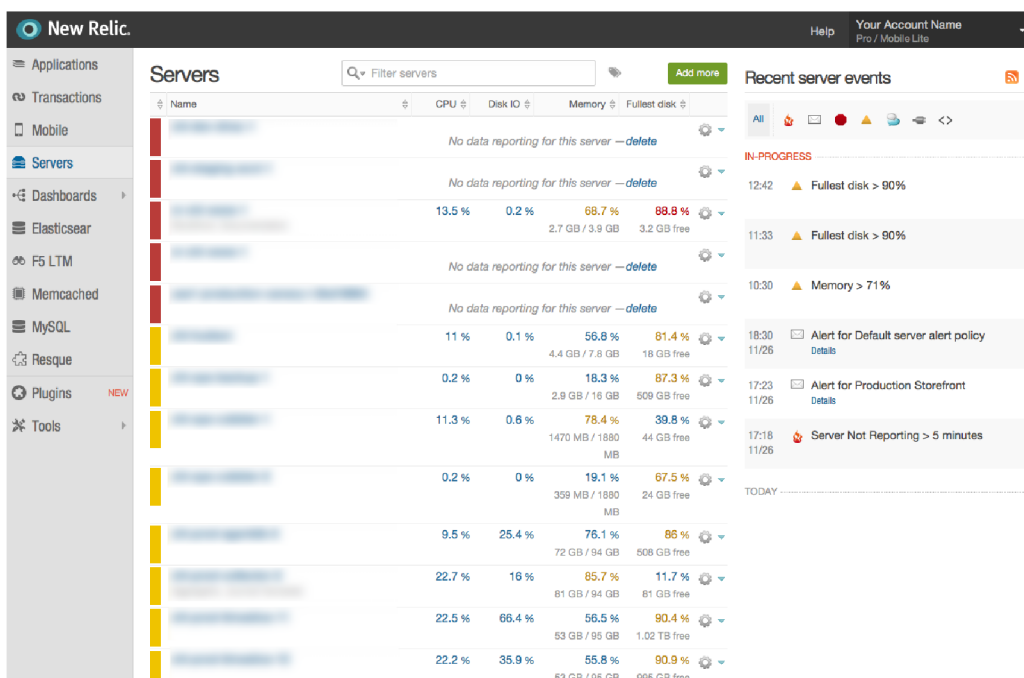 New Relic.
Help
Your Account Name
Pro / Mobile Lite
Applications
Transactions
Mobile
Servers
Dashboards
Elasticsear
F5 LTM
Memcached
MySQL
Resque
Plugins NEW
Tools
Servers
Filter servers
Add more
Name CPU Disk IO Memory Fullest disk
No data reporting for this server — delete
No data reporting for this server — delete
13.5 % 0.2 % 68.7 % 88.8 %
2.7 GB / 3.9 GB 3.2 GB free
No data reporting for this server — delete
No data reporting for this server — delete
11 % 0.1 % 56.8 % 81.4 %
4.4 GB / 7.8 GB 18 GB free
0.2 % 0 % 18.3 % 87.3 %
2.9 GB / 16 GB 509 GB free
11.3 % 0.6 % 78.4 % 39.8 %
1470 MB / 1880 44 GB free
MB
0.2 % 0 % 19.1 % 67.5 %
359 MB / 1880 24 GB free
MB
9.5 % 25.4 % 76.1 % 86 %
72 GB / 94 GB 508 GB free
22.7 % 16 % 85.7 % 11.7 %
81 GB / 94 GB 81 GB free
22.5 % 66.4 % 56.5 % 90.4 %
53 GB / 95 GB 1.02 TB free
22.2 % 35.9 % 55.8 % 90.9 %
53 GB / 95 GB 995 GB free
Recent server events
All
IN-PROGRESS
12:42 Fullest disk > 90%
11:33 Fullest disk > 90%
10:30 Memory > 71%
18:30 Alert for Default server alert policy
11/26 Details
17:23 Alert for Production Storefront
11/26 Details
17:18 Server Not Reporting > 5 minutes
11/26
TODAY